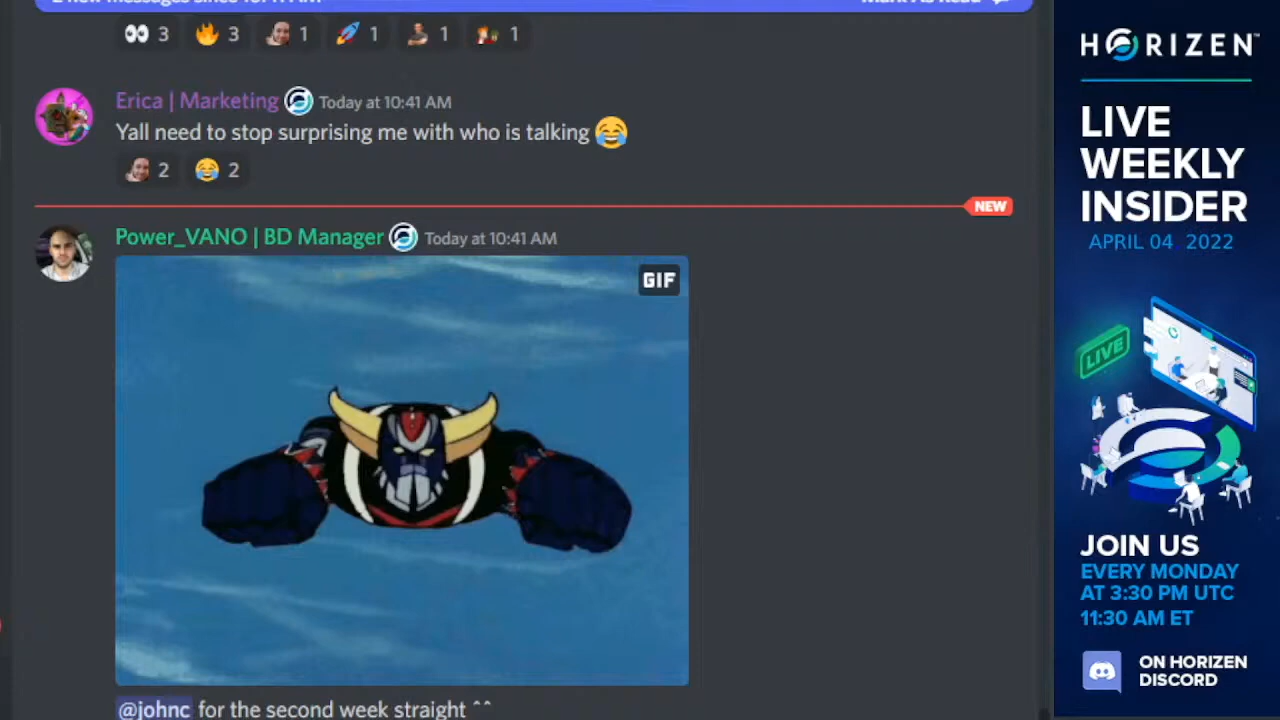 3 3 1 1 1 1
Erica | Marketing Today at 10:41 AM
Yall need to stop surprising me with who is talking 😂
2 2
NEW
Power_VANO | BD Manager Today at 10:41 AM
GIF
@johnc for the second week straight ^^
HORIZEN™
LIVE
WEEKLY
INSIDER
APRIL 04 2022
LIVE
JOIN US
EVERY MONDAY
AT 3:30 PM UTC
11:30 AM ET
ON HORIZEN
DISCORD